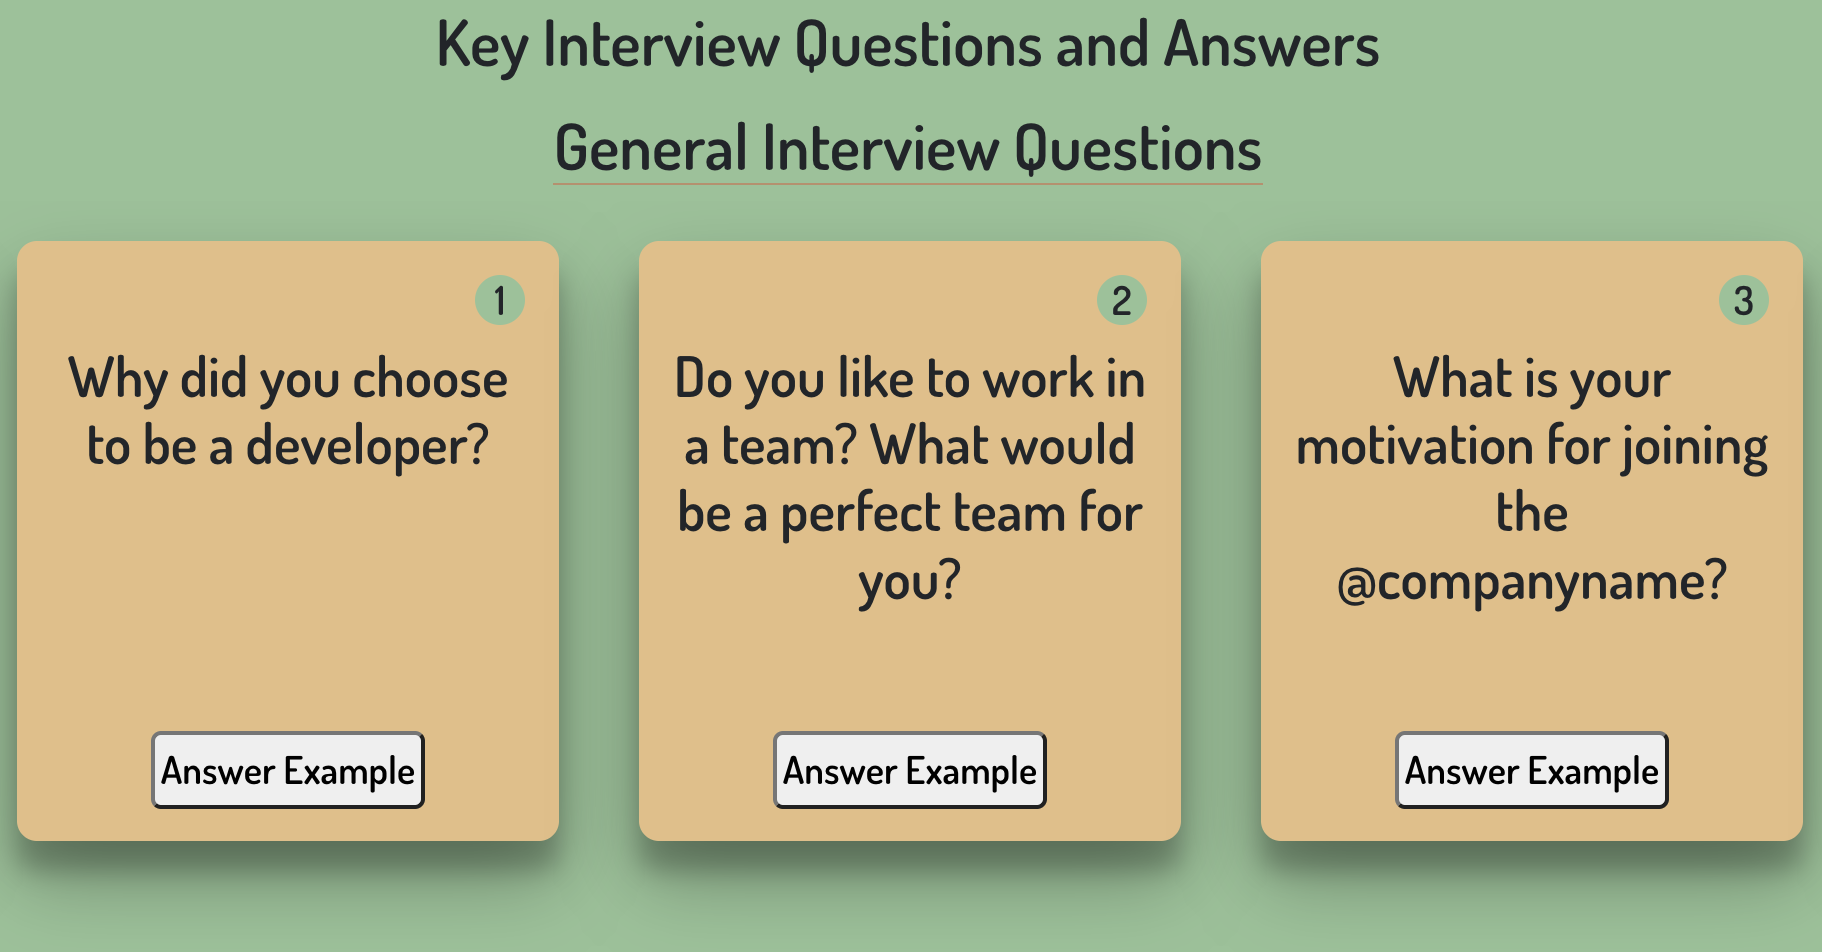 Key Interview Questions and Answers
General Interview Questions
1
Why did you choose
to be a developer?
Answer Example
2
Do you like to work in
a team? What would
be a perfect team for
you?
Answer Example
3
What is your
motivation for joining
the
@companyname?
Answer Example